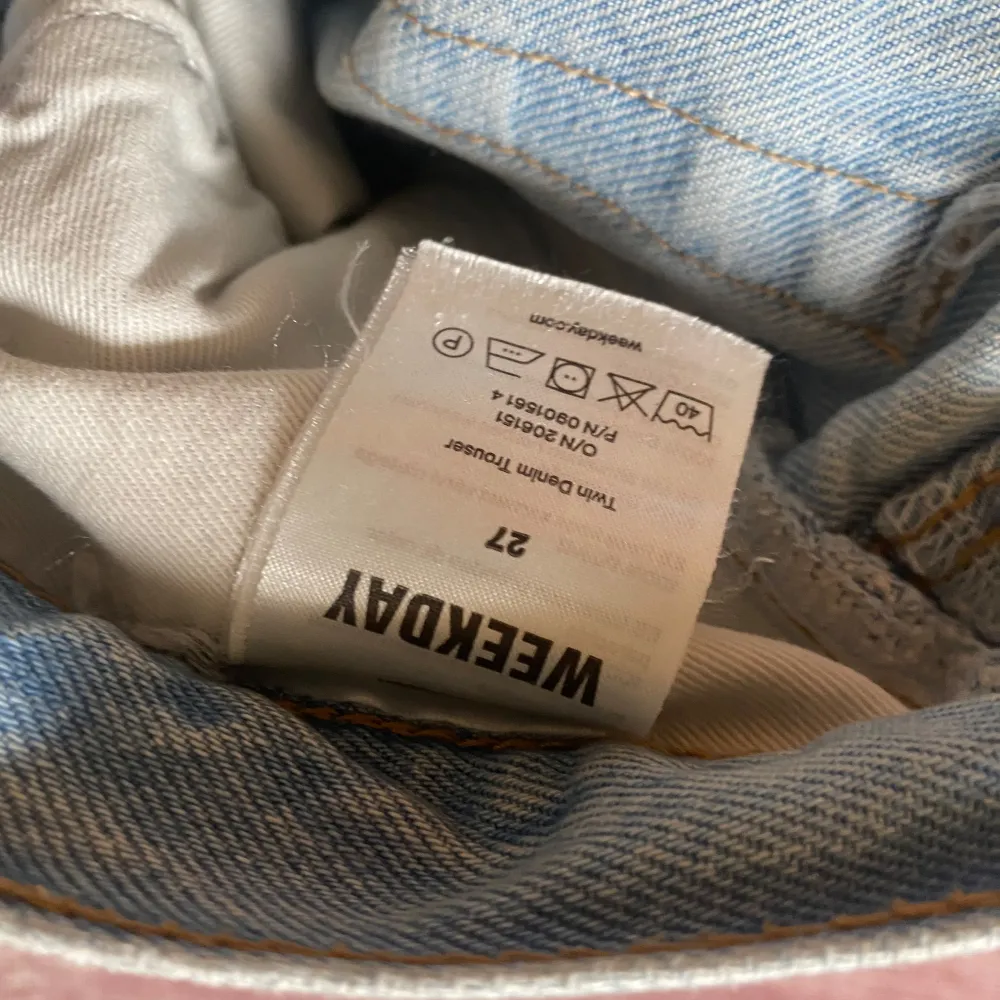 WEEKDAY
27
Twin Denim Trouser
O/N 206151
P/N 0901561 4
40 P
weekday.com